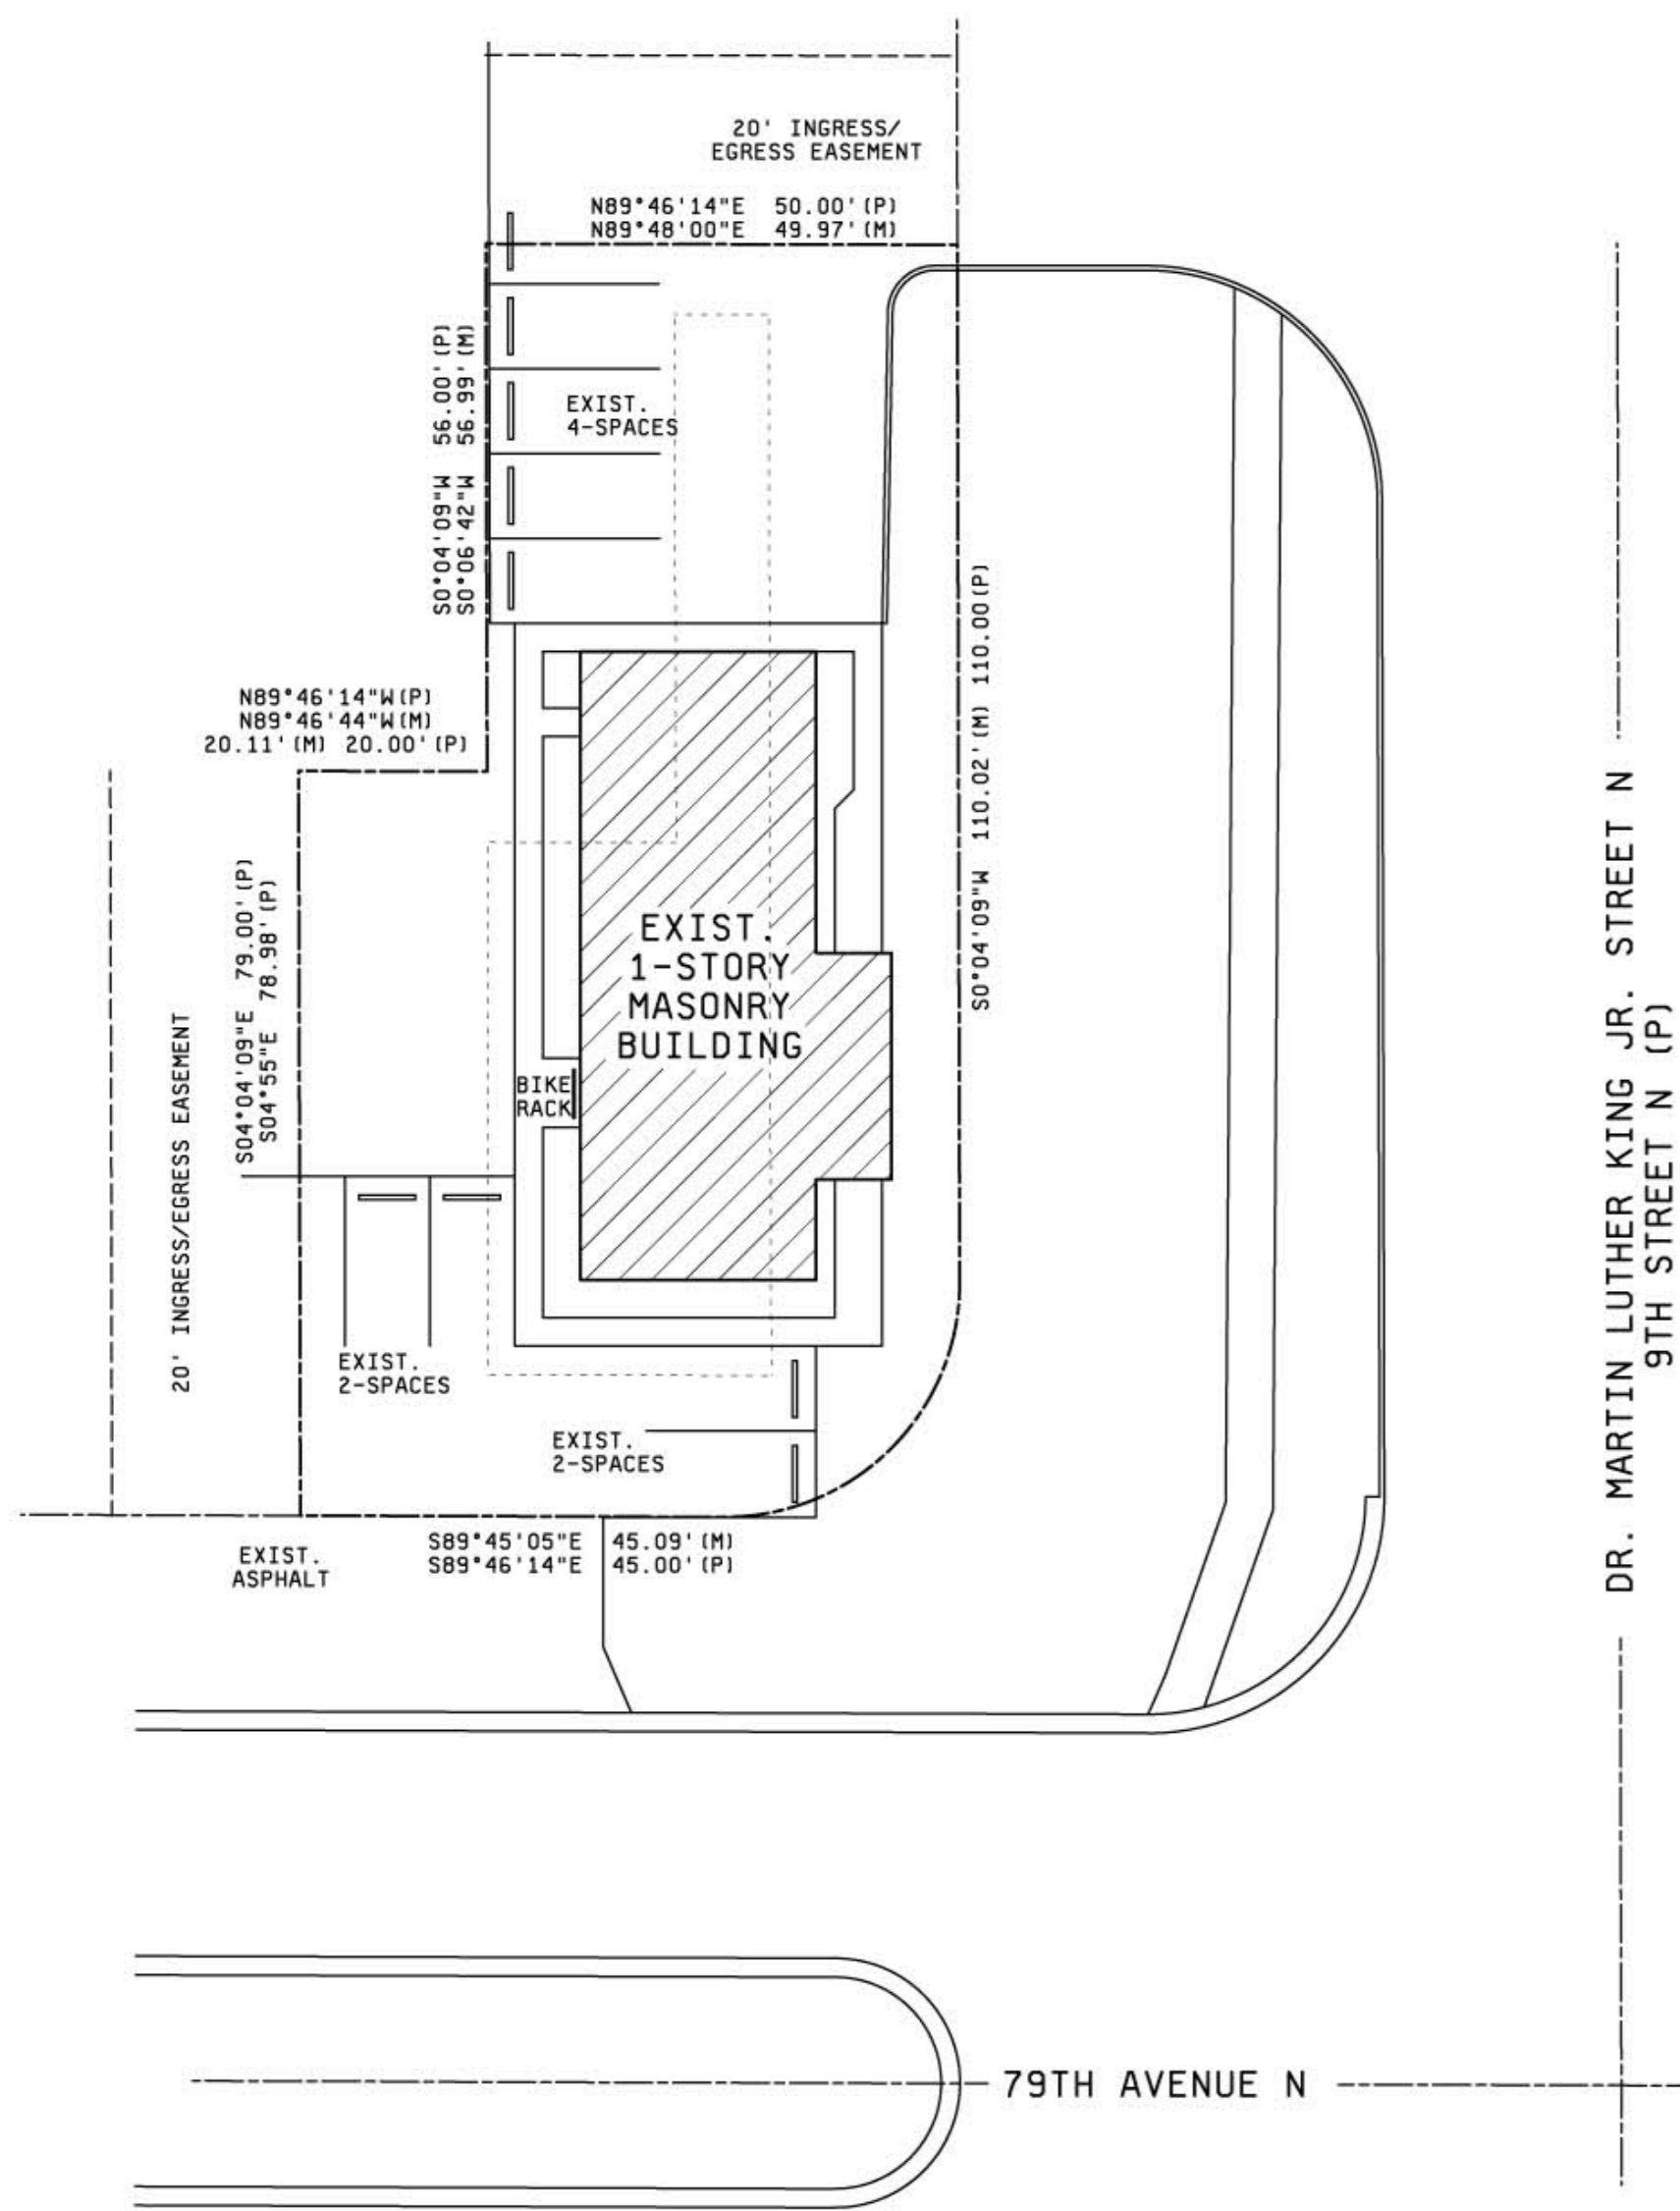 20' INGRESS/
EGRESS EASEMENT
N89°46'14"E 50.00'(P)
N89°48'00"E 49.97'(M)
S0°04'09"W 56.00'(P)
S0°06'42"W 56.99'(M)
EXIST.
4-SPACES
N89°46'14"W(P)
N89°46'44"W(M)
20.11'(M) 20.00'(P)
S0°04'09"W 110.02'(M) 110.00(P)
S04°04'09"E 79.00'(P)
S04°55"E 78.98'(P)
20' INGRESS/EGRESS EASEMENT
EXIST.
1-STORY
MASONRY
BUILDING
BIKE
RACK
EXIST.
2-SPACES
EXIST.
2-SPACES
S89°45'05"E 45.09'(M)
S89°46'14"E 45.00'(P)
EXIST.
ASPHALT
DR. MARTIN LUTHER KING JR. STREET N
9TH STREET N (P)
79TH AVENUE N